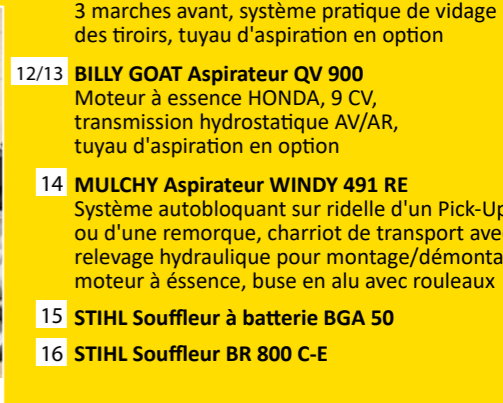 3 marches avant, système pratique de vidage
des tiroirs, tuyau d'aspiration en option
12/13 BILLY GOAT Aspirateur QV 900
Moteur à essence HONDA, 9 CV,
transmission hydrostatique AV/AR,
tuyau d'aspiration en option
14 MULCHY Aspirateur WINDY 491 RE
Système autobloquant sur ridelle d'un Pick-Up
ou d'une remorque, charriot de transport ave
relevage hydraulique pour montage/démonta
moteur à éssence, buse en alu avec rouleaux
15 STIHL Souffleur à batterie BGA 50
16 STIHL Souffleur BR 800 C-E